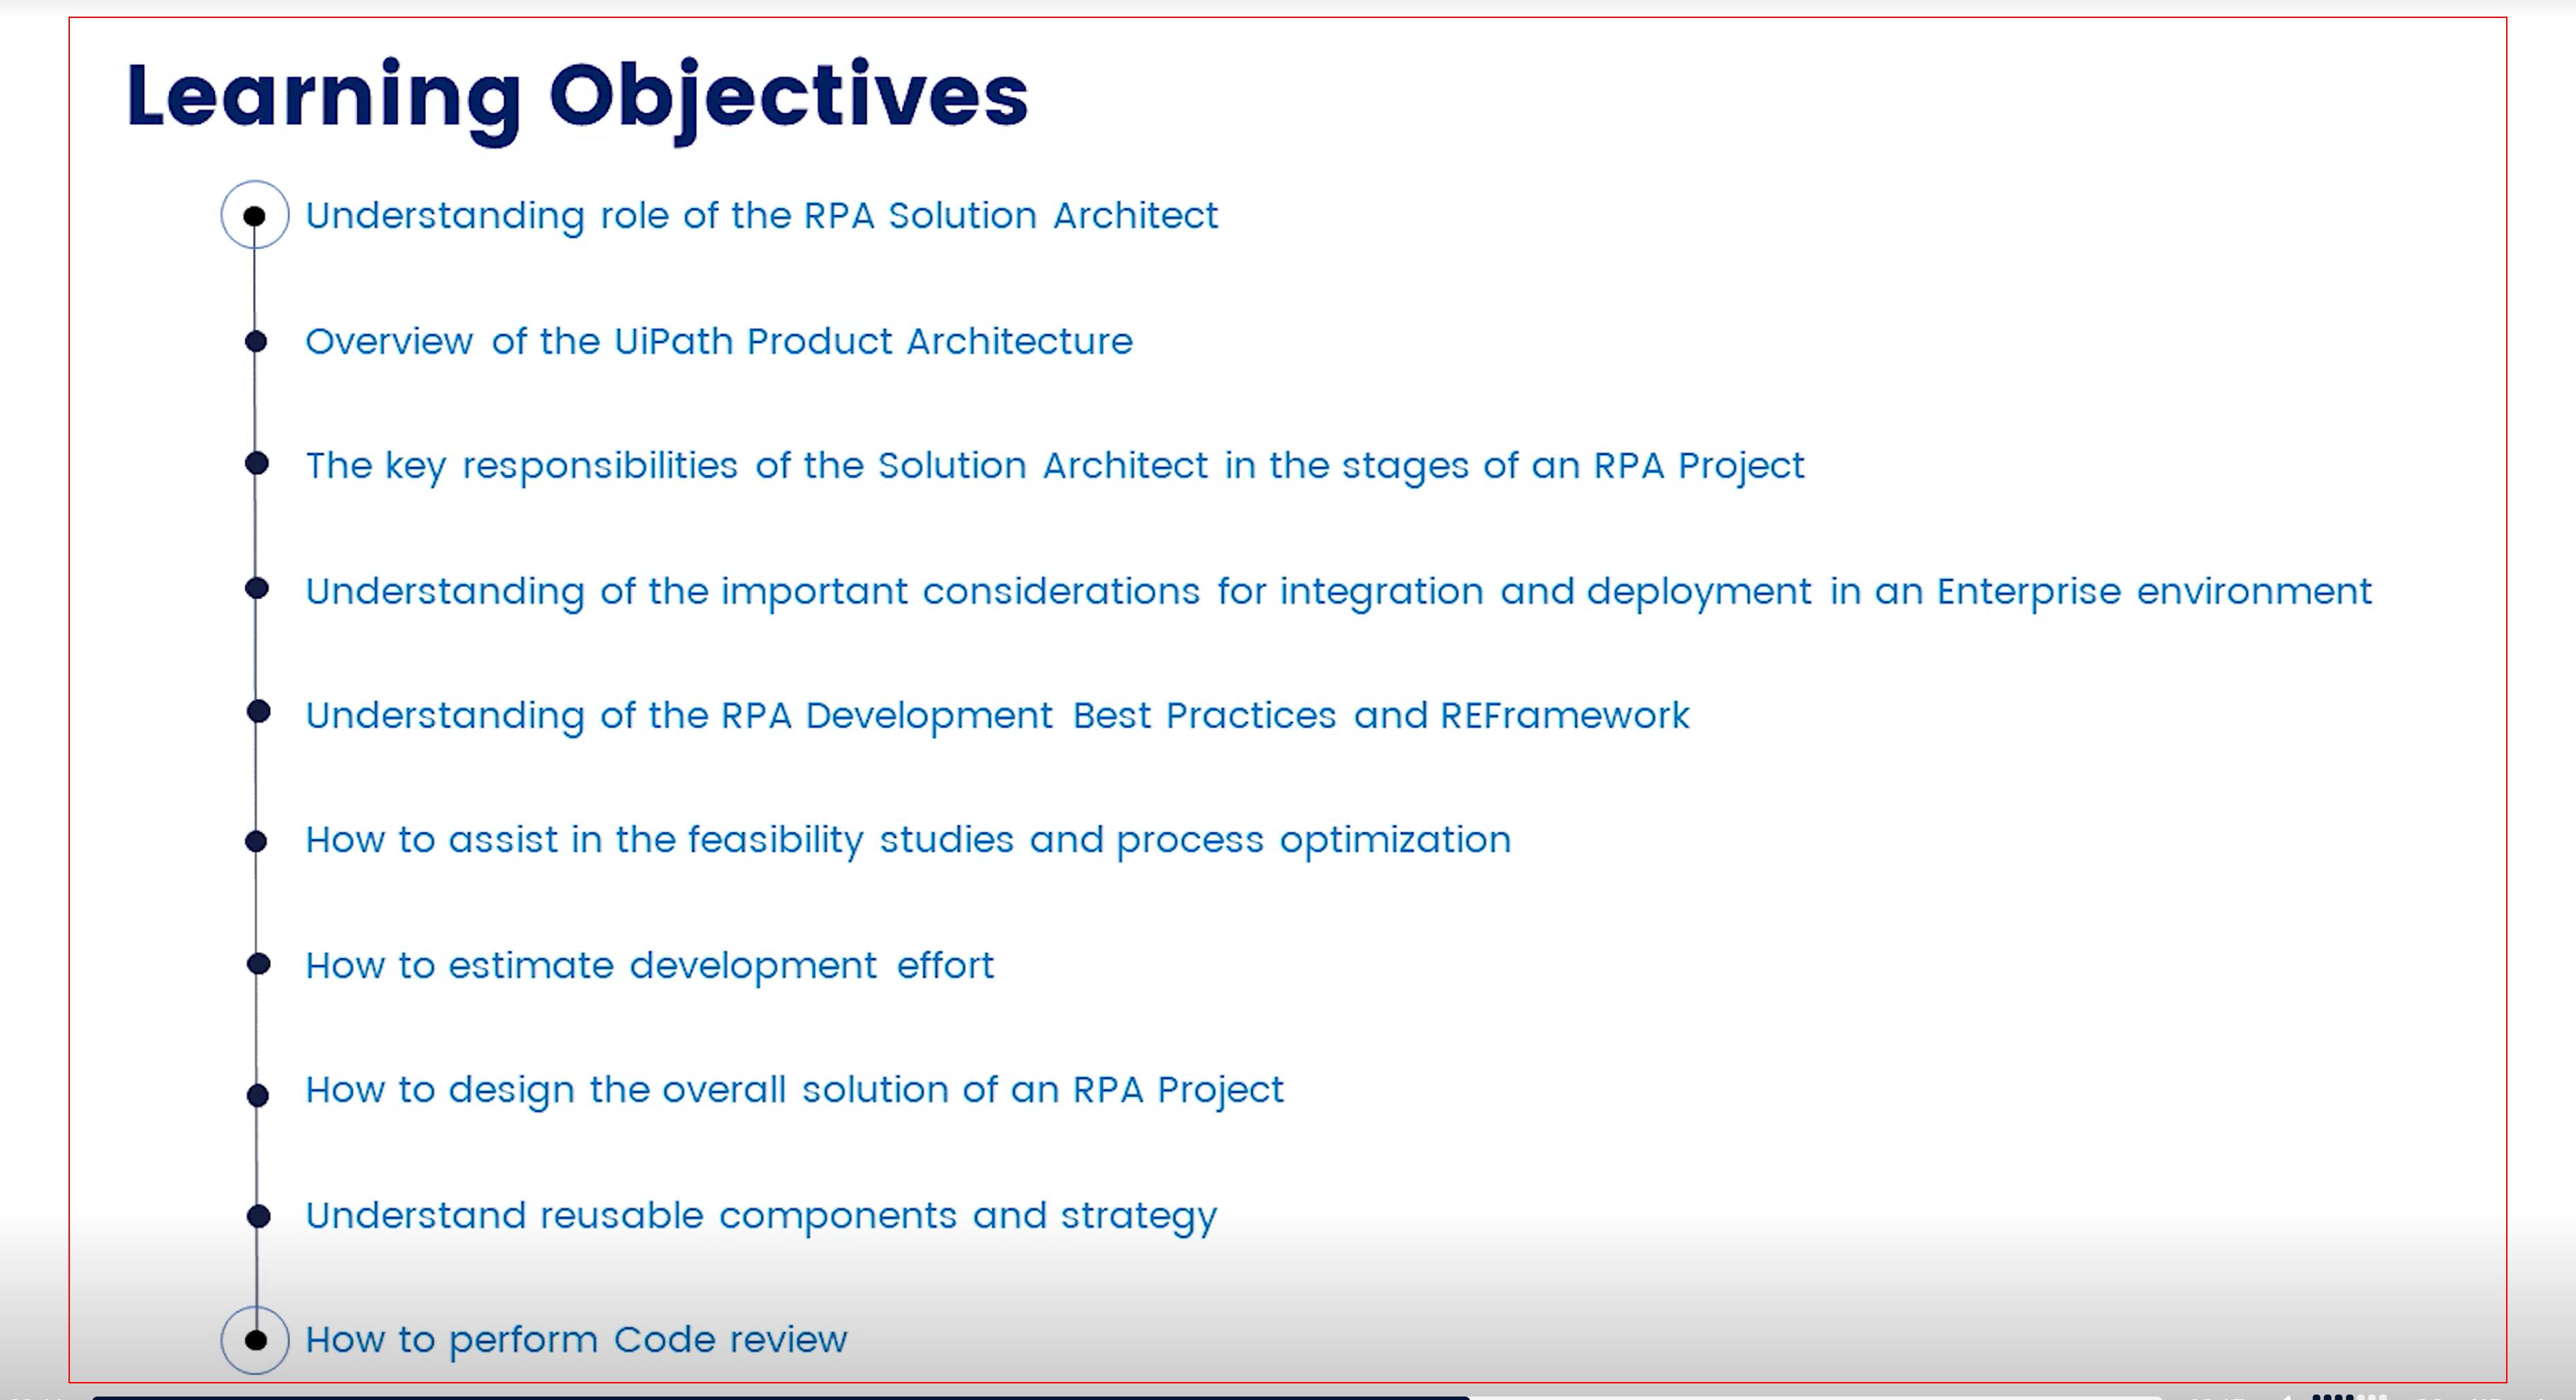 Learning Objectives
Understanding role of the RPA Solution Architect
Overview of the UiPath Product Architecture
The key responsibilities of the Solution Architect in the stages of an RPA Project
Understanding of the important considerations for integration and deployment in an Enterprise environment
Understanding of the RPA Development Best Practices and REFramework
How to assist in the feasibility studies and process optimization
How to estimate development effort
How to design the overall solution of an RPA Project
Understand reusable components and strategy
How to perform Code review